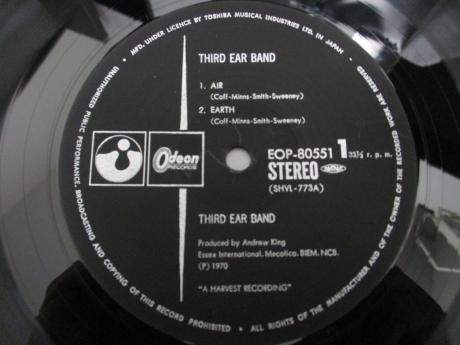 • MFD. UNDER LICENCE BY TOSHIBA MUSICAL INDUSTRIES LTD. IN JAPAN •
UNAUTHORIZED PUBLIC PERFORMANCE, BROADCASTING AND COPYING OF THIS RECORD PROHIBITED • ALL RIGHTS OF THE MANUFACTURER AND OF THE OWNER OF THE RECORDED WORK ARE RESERVED
THIRD EAR BAND
1. AIR
(Coff-Minns-Smith-Sweeney)
2. EARTH
(Coff-Minns-Smith-Sweeney)
Odeon
RECORDS
EOP-80551 1 33⅓ r. p. m.
STEREO
(SHVL-773A)
THIRD EAR BAND
Produced by Andrew King
Essex International. Mecolico. BIEM. NCB.
(P) 1970
"A HARVEST RECORDING"